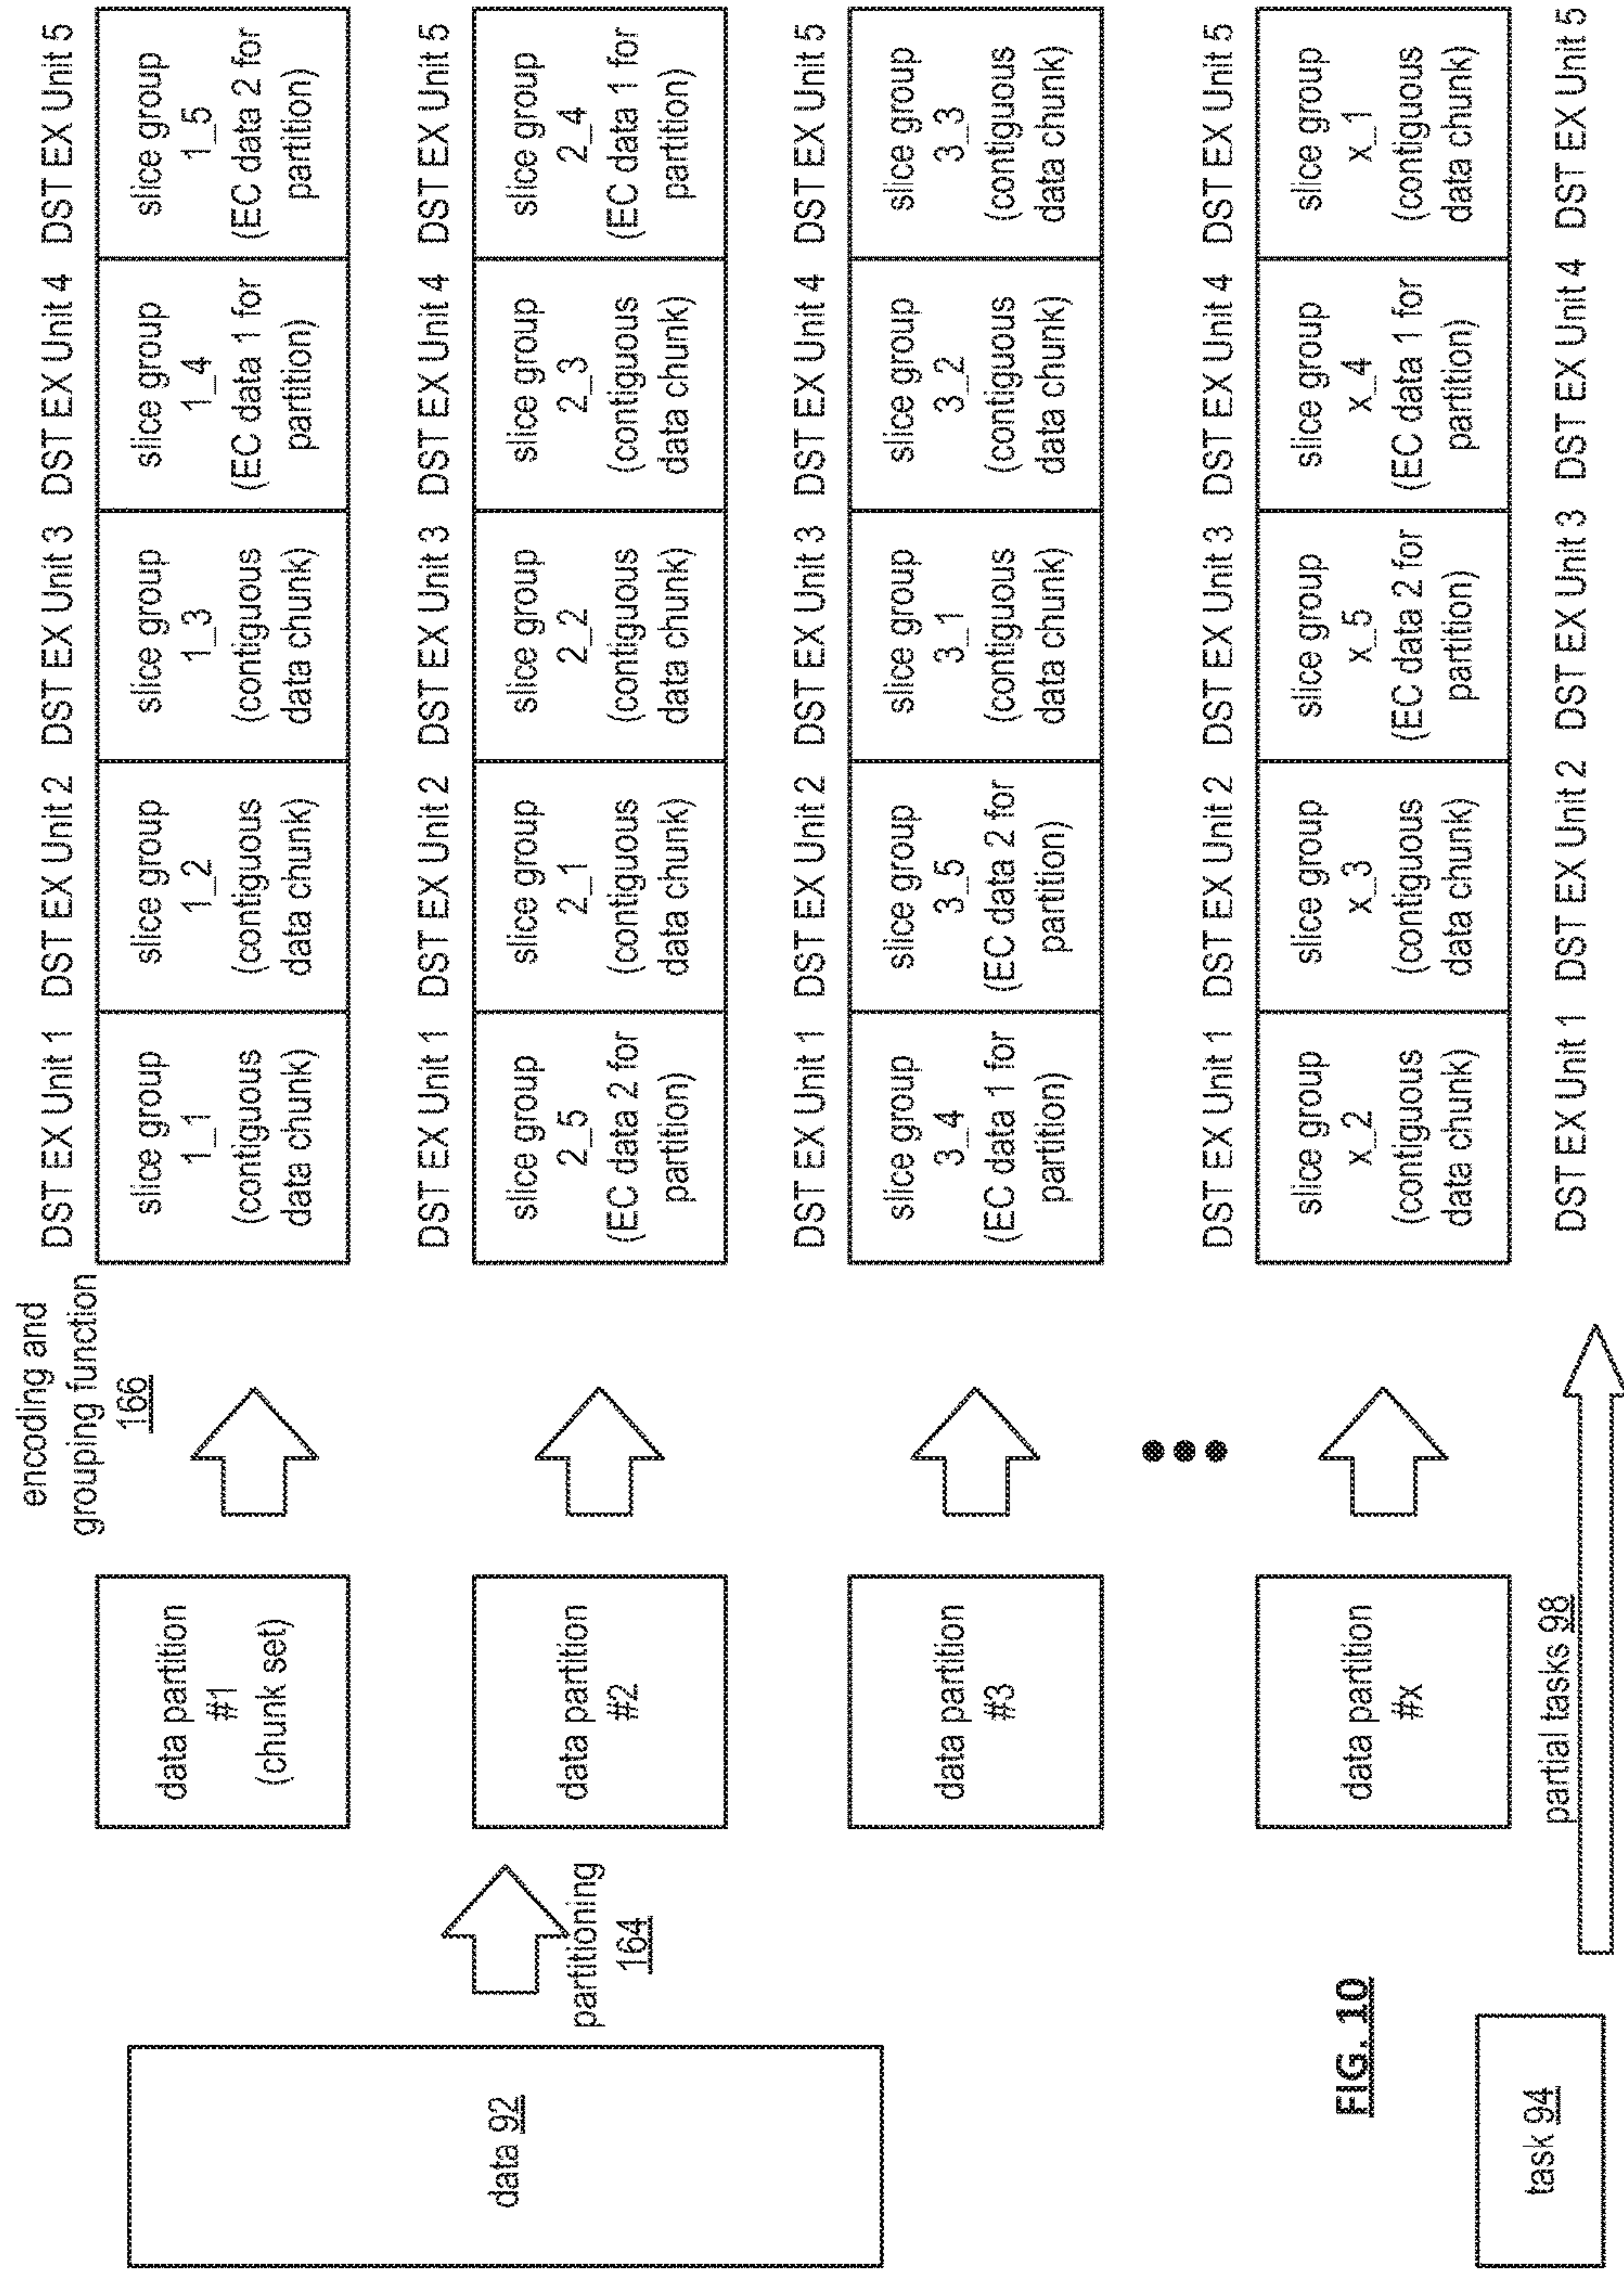 encoding and
grouping function
166
DST EX Unit 1 DST EX Unit 2 DST EX Unit 3 DST EX Unit 4 DST EX Unit 5
data partition
#1
(chunk set)
slice group
1_1
(contiguous
data chunk)
slice group
1_2
(contiguous
data chunk)
slice group
1_3
(contiguous
data chunk)
slice group
1_4
(EC data 1 for
partition)
slice group
1_5
(EC data 2 for
partition)
data 92
partitioning
164
DST EX Unit 1 DST EX Unit 2 DST EX Unit 3 DST EX Unit 4 DST EX Unit 5
data partition
#2
slice group
2_5
(EC data 2 for
partition)
slice group
2_1
(contiguous
data chunk)
slice group
2_2
(contiguous
data chunk)
slice group
2_3
(contiguous
data chunk)
slice group
2_4
(EC data 1 for
partition)
DST EX Unit 1 DST EX Unit 2 DST EX Unit 3 DST EX Unit 4 DST EX Unit 5
data partition
#3
slice group
3_4
(EC data 1 for
partition)
slice group
3_5
(EC data 2 for
partition)
slice group
3_1
(contiguous
data chunk)
slice group
3_2
(contiguous
data chunk)
slice group
3_3
(contiguous
data chunk)
DST EX Unit 1 DST EX Unit 2 DST EX Unit 3 DST EX Unit 4 DST EX Unit 5
data partition
#x
slice group
x_2
(contiguous
data chunk)
slice group
x_3
(contiguous
data chunk)
slice group
x_5
(EC data 2 for
partition)
slice group
x_4
(EC data 1 for
partition)
slice group
x_1
(contiguous
data chunk)
FIG. 10
task 94
partial tasks 98
DST EX Unit 1 DST EX Unit 2 DST EX Unit 3 DST EX Unit 4 DST EX Unit 5